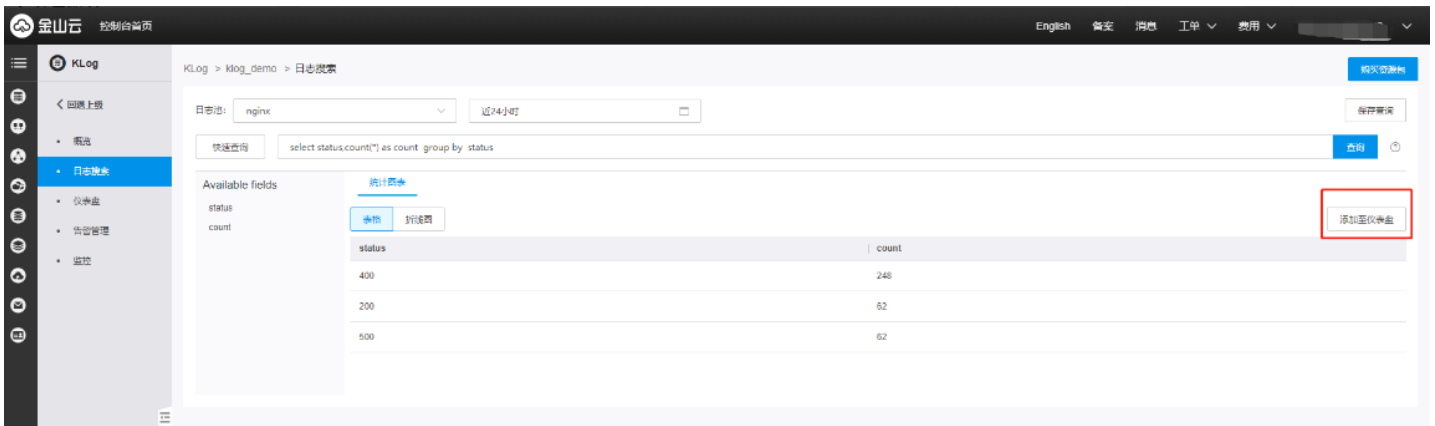 金山云 控制台首页 English 备案 消息 工单 费用
KLog
KLog > klog_demo > 日志搜索
购买资源包
回到上级
日志池: nginx 近24小时 保存查询
概览
快速查询 select status,count(*) as count group by status 查询
日志搜索
Available fields 统计图表
仪表盘
status
表格 折线图 添加至仪表盘
告警管理
count
status count
监控
400 248
200 62
500 62